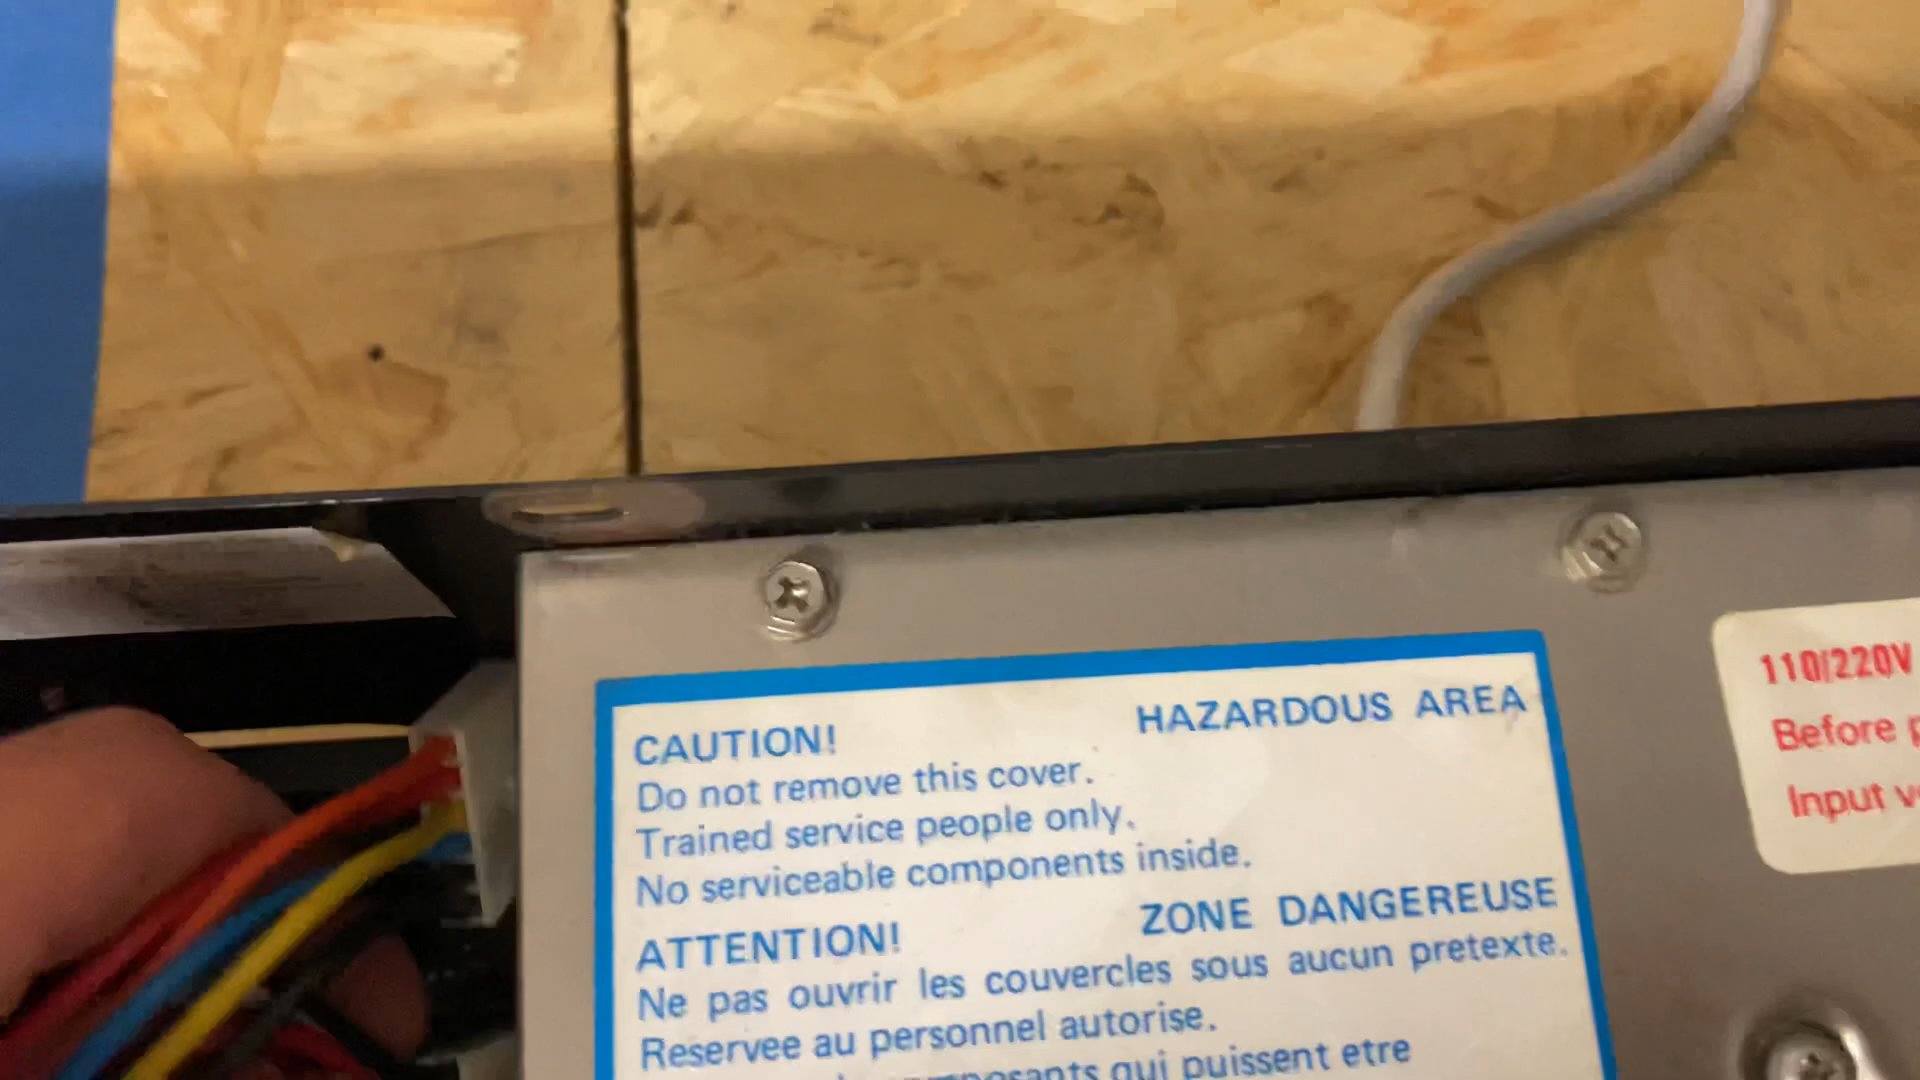 CAUTION! HAZARDOUS AREA
Do not remove this cover.
Trained service people only.
No serviceable components inside.
ATTENTION! ZONE DANGEREUSE
Ne pas ouvrir les couvercles sous aucun pretexte.
Reservee au personnel autorise.
qui puissent etre
110/220V
Before
Input